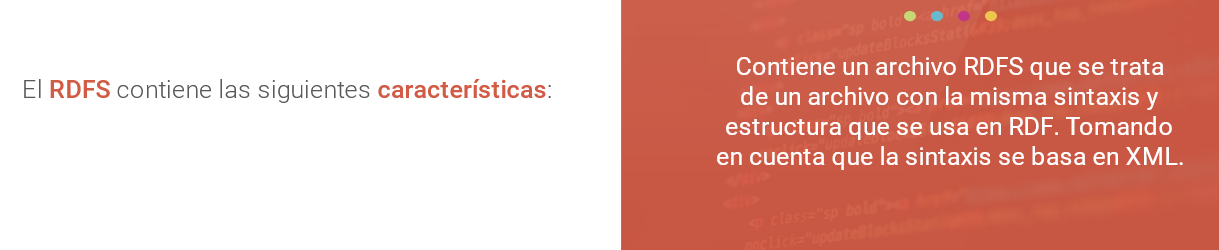 El RDFS contiene las siguientes características:
Contiene un archivo RDFS que se trata
de un archivo con la misma sintaxis y
estructura que se usa en RDF. Tomando
en cuenta que la sintaxis se basa en XML.